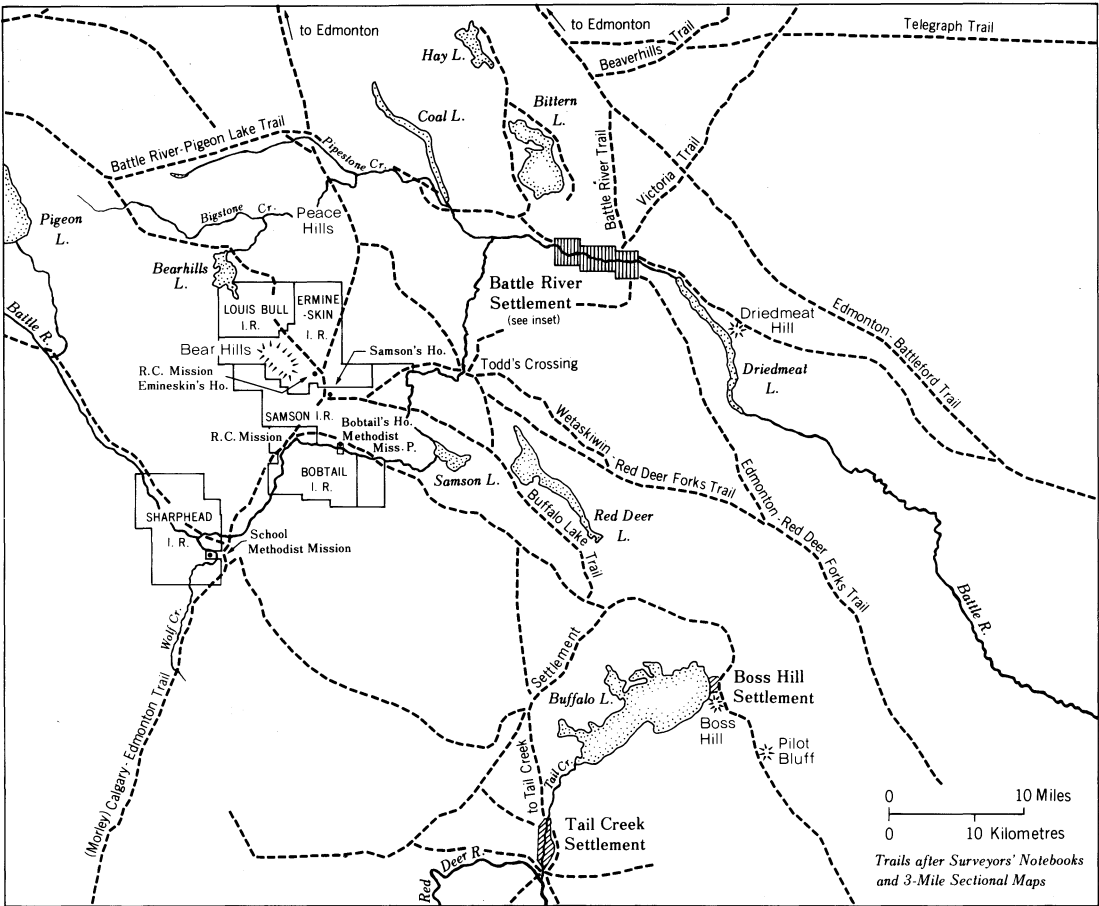 to Edmonton
to Edmonton
Telegraph Trail
Beaverhills Trail
Hay L.
Coal L.
Bittern
L.
Battle River-Pigeon Lake Trail
Pipestone Cr.
Battle River Trail
Victoria Trail
Pigeon
L.
Bigstone Cr.
Peace
Hills
Bearhills
L.
Battle River
Settlement
(see inset)
Driedmeat
Hill
Edmonton-Battleford Trail
Battle R.
LOUIS BULL
I.R.
ERMINE
-SKIN
I.R.
Bear Hills
Samson's Ho.
R.C. Mission
Emineskin's Ho.
Todd's Crossing
Driedmeat
L.
SAMSON I.R.
Bobtail's Ho.
Methodist
Miss. P.
R.C. Mission
BOBTAIL
I.R.
Samson L.
Wetaskiwin
Red Deer Forks Trail
Buffalo Lake Trail
Red Deer
L.
Edmonton-Red Deer Forks Trail
SHARPHEAD
I. R.
School
Methodist Mission
Wolf Cr.
Battle R.
(Morley) Calgary-Edmonton Trail
to Tail Creek Settlement
Buffalo L.
Boss Hill
Settlement
Boss
Hill
Pilot
Bluff
Tail Cr.
Tail Creek
Settlement
Red Deer R.
0 10 Miles
0 10 Kilometres
Trails after Surveyors' Notebooks
and 3-Mile Sectional Maps